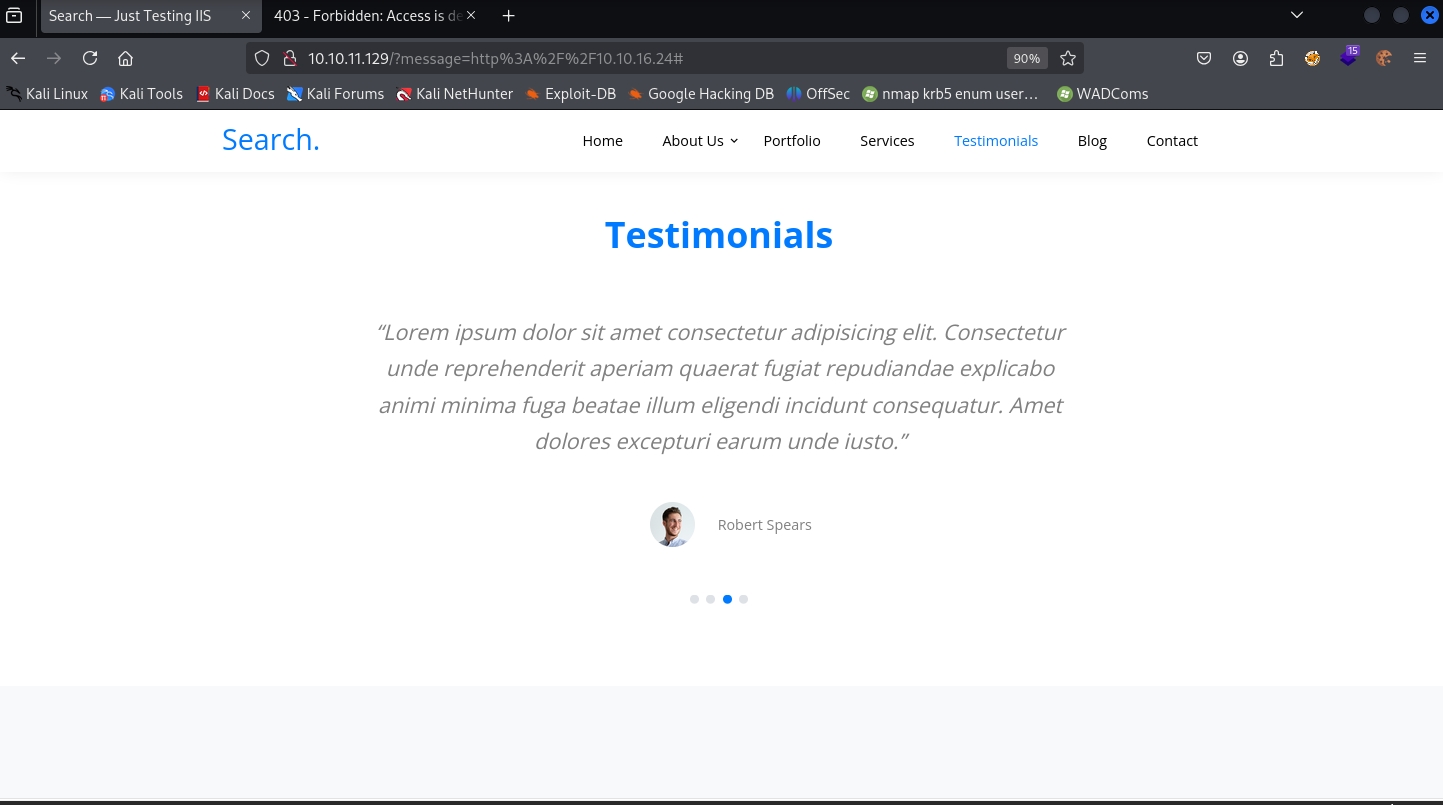 Search — Just Testing IIS
403 - Forbidden: Access is de
10.10.11.129/?message=http%3A%2F%2F10.10.16.24#
90%
15
Kali Linux Kali Tools Kali Docs Kali Forums Kali NetHunter Exploit-DB Google Hacking DB OffSec nmap krb5 enum user… WADComs
Search.
Home About Us Portfolio Services Testimonials Blog Contact
Testimonials
“Lorem ipsum dolor sit amet consectetur adipisicing elit. Consectetur
unde reprehenderit aperiam quaerat fugiat repudiandae explicabo
animi minima fuga beatae illum eligendi incidunt consequatur. Amet
dolores excepturi earum unde iusto.”
Robert Spears